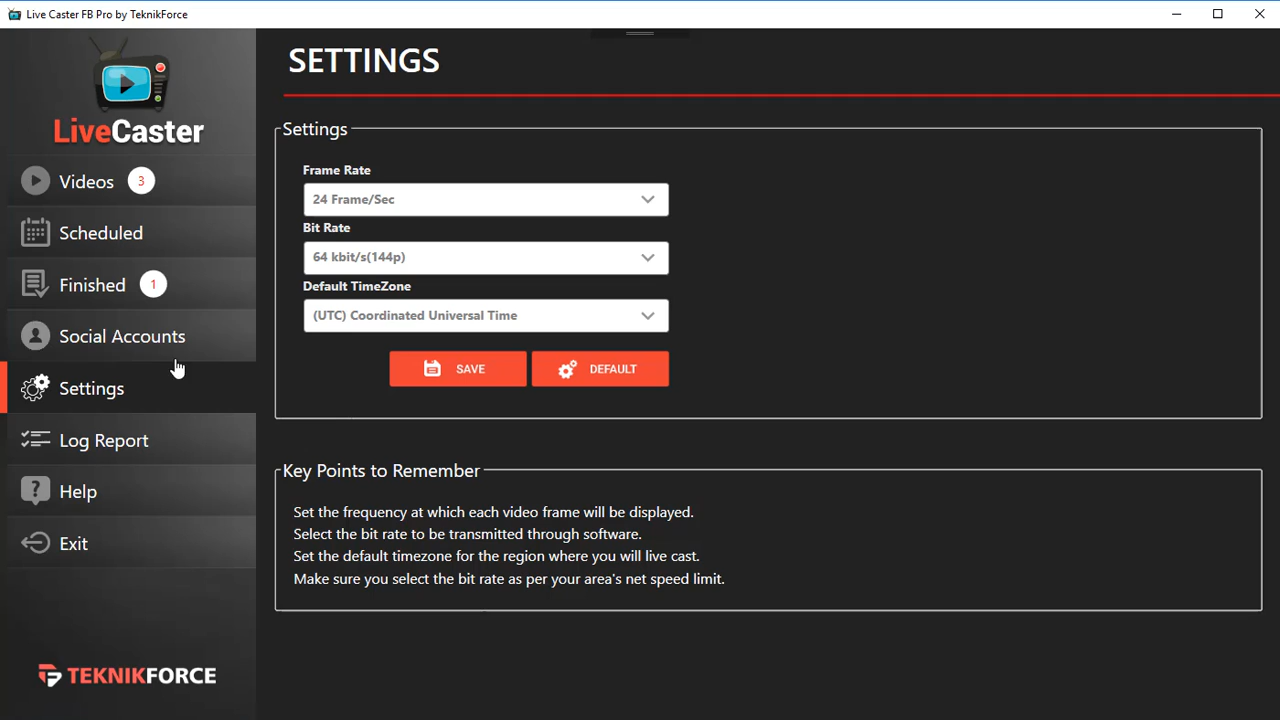 Live Caster FB Pro by TeknikForce
LiveCaster
Videos 3
Scheduled
Finished 1
Social Accounts
Settings
Log Report
Help
Exit
TEKNIKFORCE
SETTINGS
Settings
Frame Rate
24 Frame/Sec
Bit Rate
64 kbit/s(144p)
Default TimeZone
(UTC) Coordinated Universal Time
SAVE DEFAULT
Key Points to Remember
Set the frequency at which each video frame will be displayed.
Select the bit rate to be transmitted through software.
Set the default timezone for the region where you will live cast.
Make sure you select the bit rate as per your area's net speed limit.